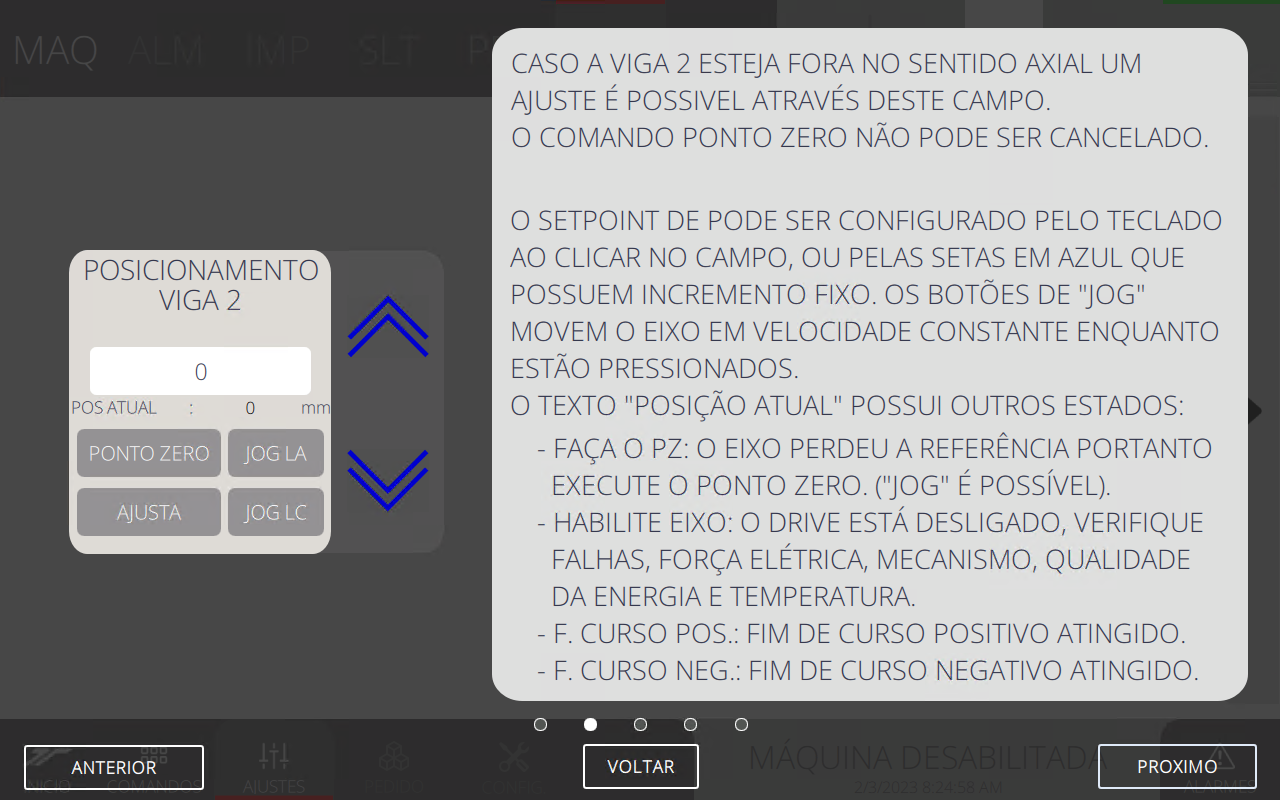 MAQ ALM IMP SLT
CASO A VIGA 2 ESTEJA FORA NO SENTIDO AXIAL UM
AJUSTE É POSSIVEL ATRAVÉS DESTE CAMPO.
O COMANDO PONTO ZERO NÃO PODE SER CANCELADO.
O SETPOINT DE PODE SER CONFIGURADO PELO TECLADO
AO CLICAR NO CAMPO, OU PELAS SETAS EM AZUL QUE
POSSUEM INCREMENTO FIXO. OS BOTÕES DE "JOG"
MOVEM O EIXO EM VELOCIDADE CONSTANTE ENQUANTO
ESTÃO PRESSIONADOS.
O TEXTO "POSIÇÃO ATUAL" POSSUI OUTROS ESTADOS:
- FAÇA O PZ: O EIXO PERDEU A REFERÊNCIA PORTANTO
EXECUTE O PONTO ZERO. ("JOG" É POSSÍVEL).
- HABILITE EIXO: O DRIVE ESTÁ DESLIGADO, VERIFIQUE
FALHAS, FORÇA ELÉTRICA, MECANISMO, QUALIDADE
DA ENERGIA E TEMPERATURA.
- F. CURSO POS.: FIM DE CURSO POSITIVO ATINGIDO.
- F. CURSO NEG.: FIM DE CURSO NEGATIVO ATINGIDO.
POSICIONAMENTO
VIGA 2
0
POS ATUAL : 0 mm
PONTO ZERO JOG LA
AJUSTA JOG LC
MÁQUINA DESABILITADA
2/3/2023 8:24:58 AM
INICIO COMANDOS AJUSTES PEDIDO CONFIG ALARMES
ANTERIOR VOLTAR PROXIMO